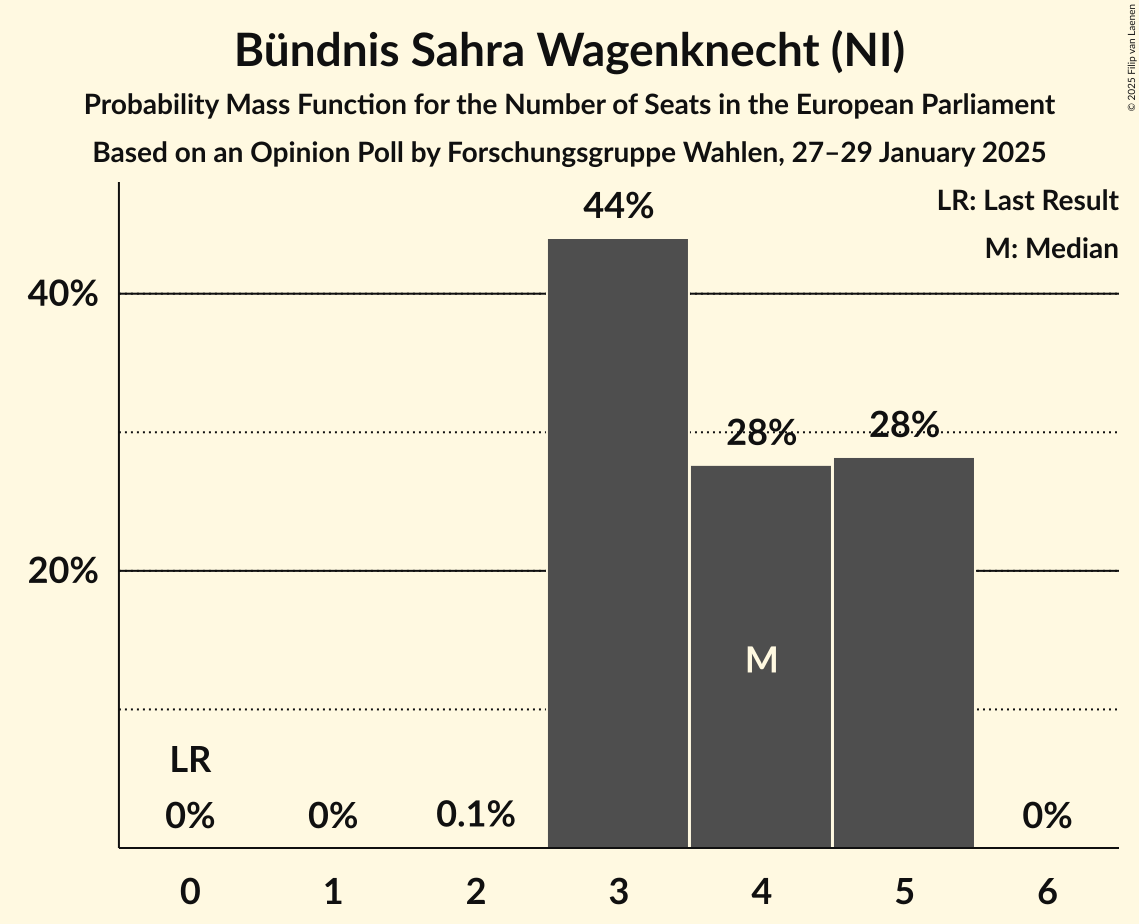 Bündnis Sahra Wagenknecht (NI)
Probability Mass Function for the Number of Seats in the European Parliament
Based on an Opinion Poll by Forschungsgruppe Wahlen, 27–29 January 2025
© 2025 Filip van Laenen
LR: Last Result
M: Median
44%
40%
28%
28%
20%
M
LR
0%
0%
0.1%
0%
0
1
2
3
4
5
6